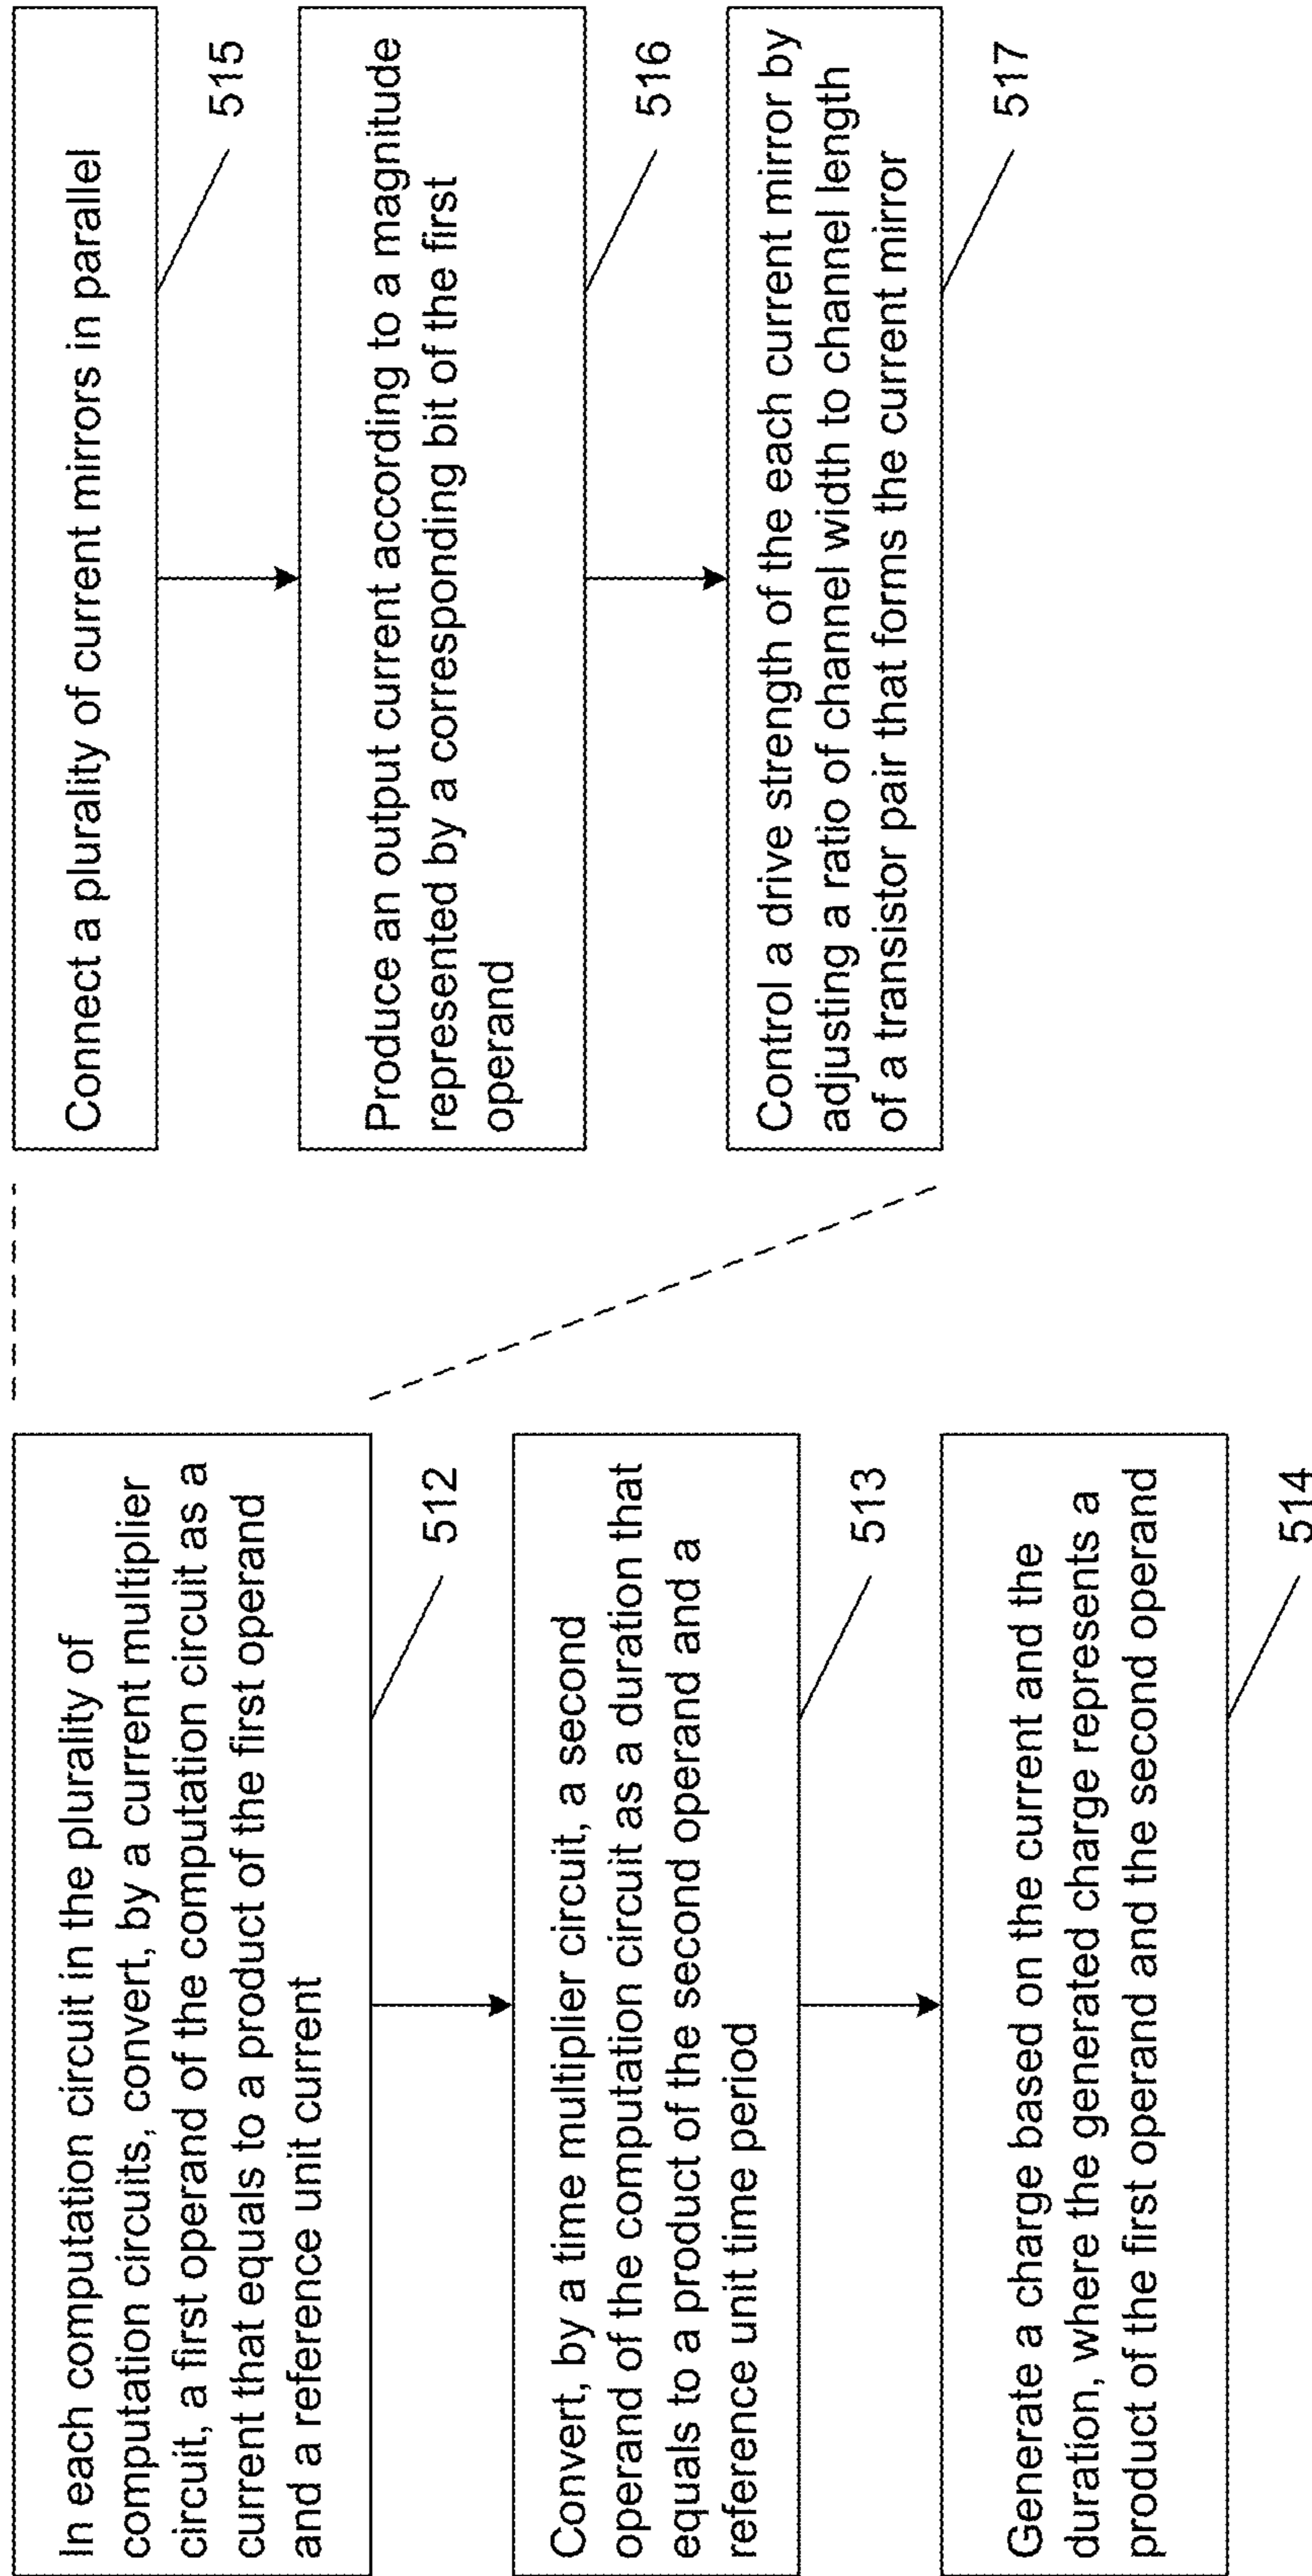 In each computation circuit in the plurality of
computation circuits, convert, by a current multiplier
circuit, a first operand of the computation circuit as a
current that equals to a product of the first operand
and a reference unit current
512
Convert, by a time multiplier circuit, a second
operand of the computation circuit as a duration that
equals to a product of the second operand and a
reference unit time period
513
Generate a charge based on the current and the
duration, where the generated charge represents a
product of the first operand and the second operand
514
Connect a plurality of current mirrors in parallel
515
Produce an output current according to a magnitude
represented by a corresponding bit of the first
operand
516
Control a drive strength of the each current mirror by
adjusting a ratio of channel width to channel length
of a transistor pair that forms the current mirror
517